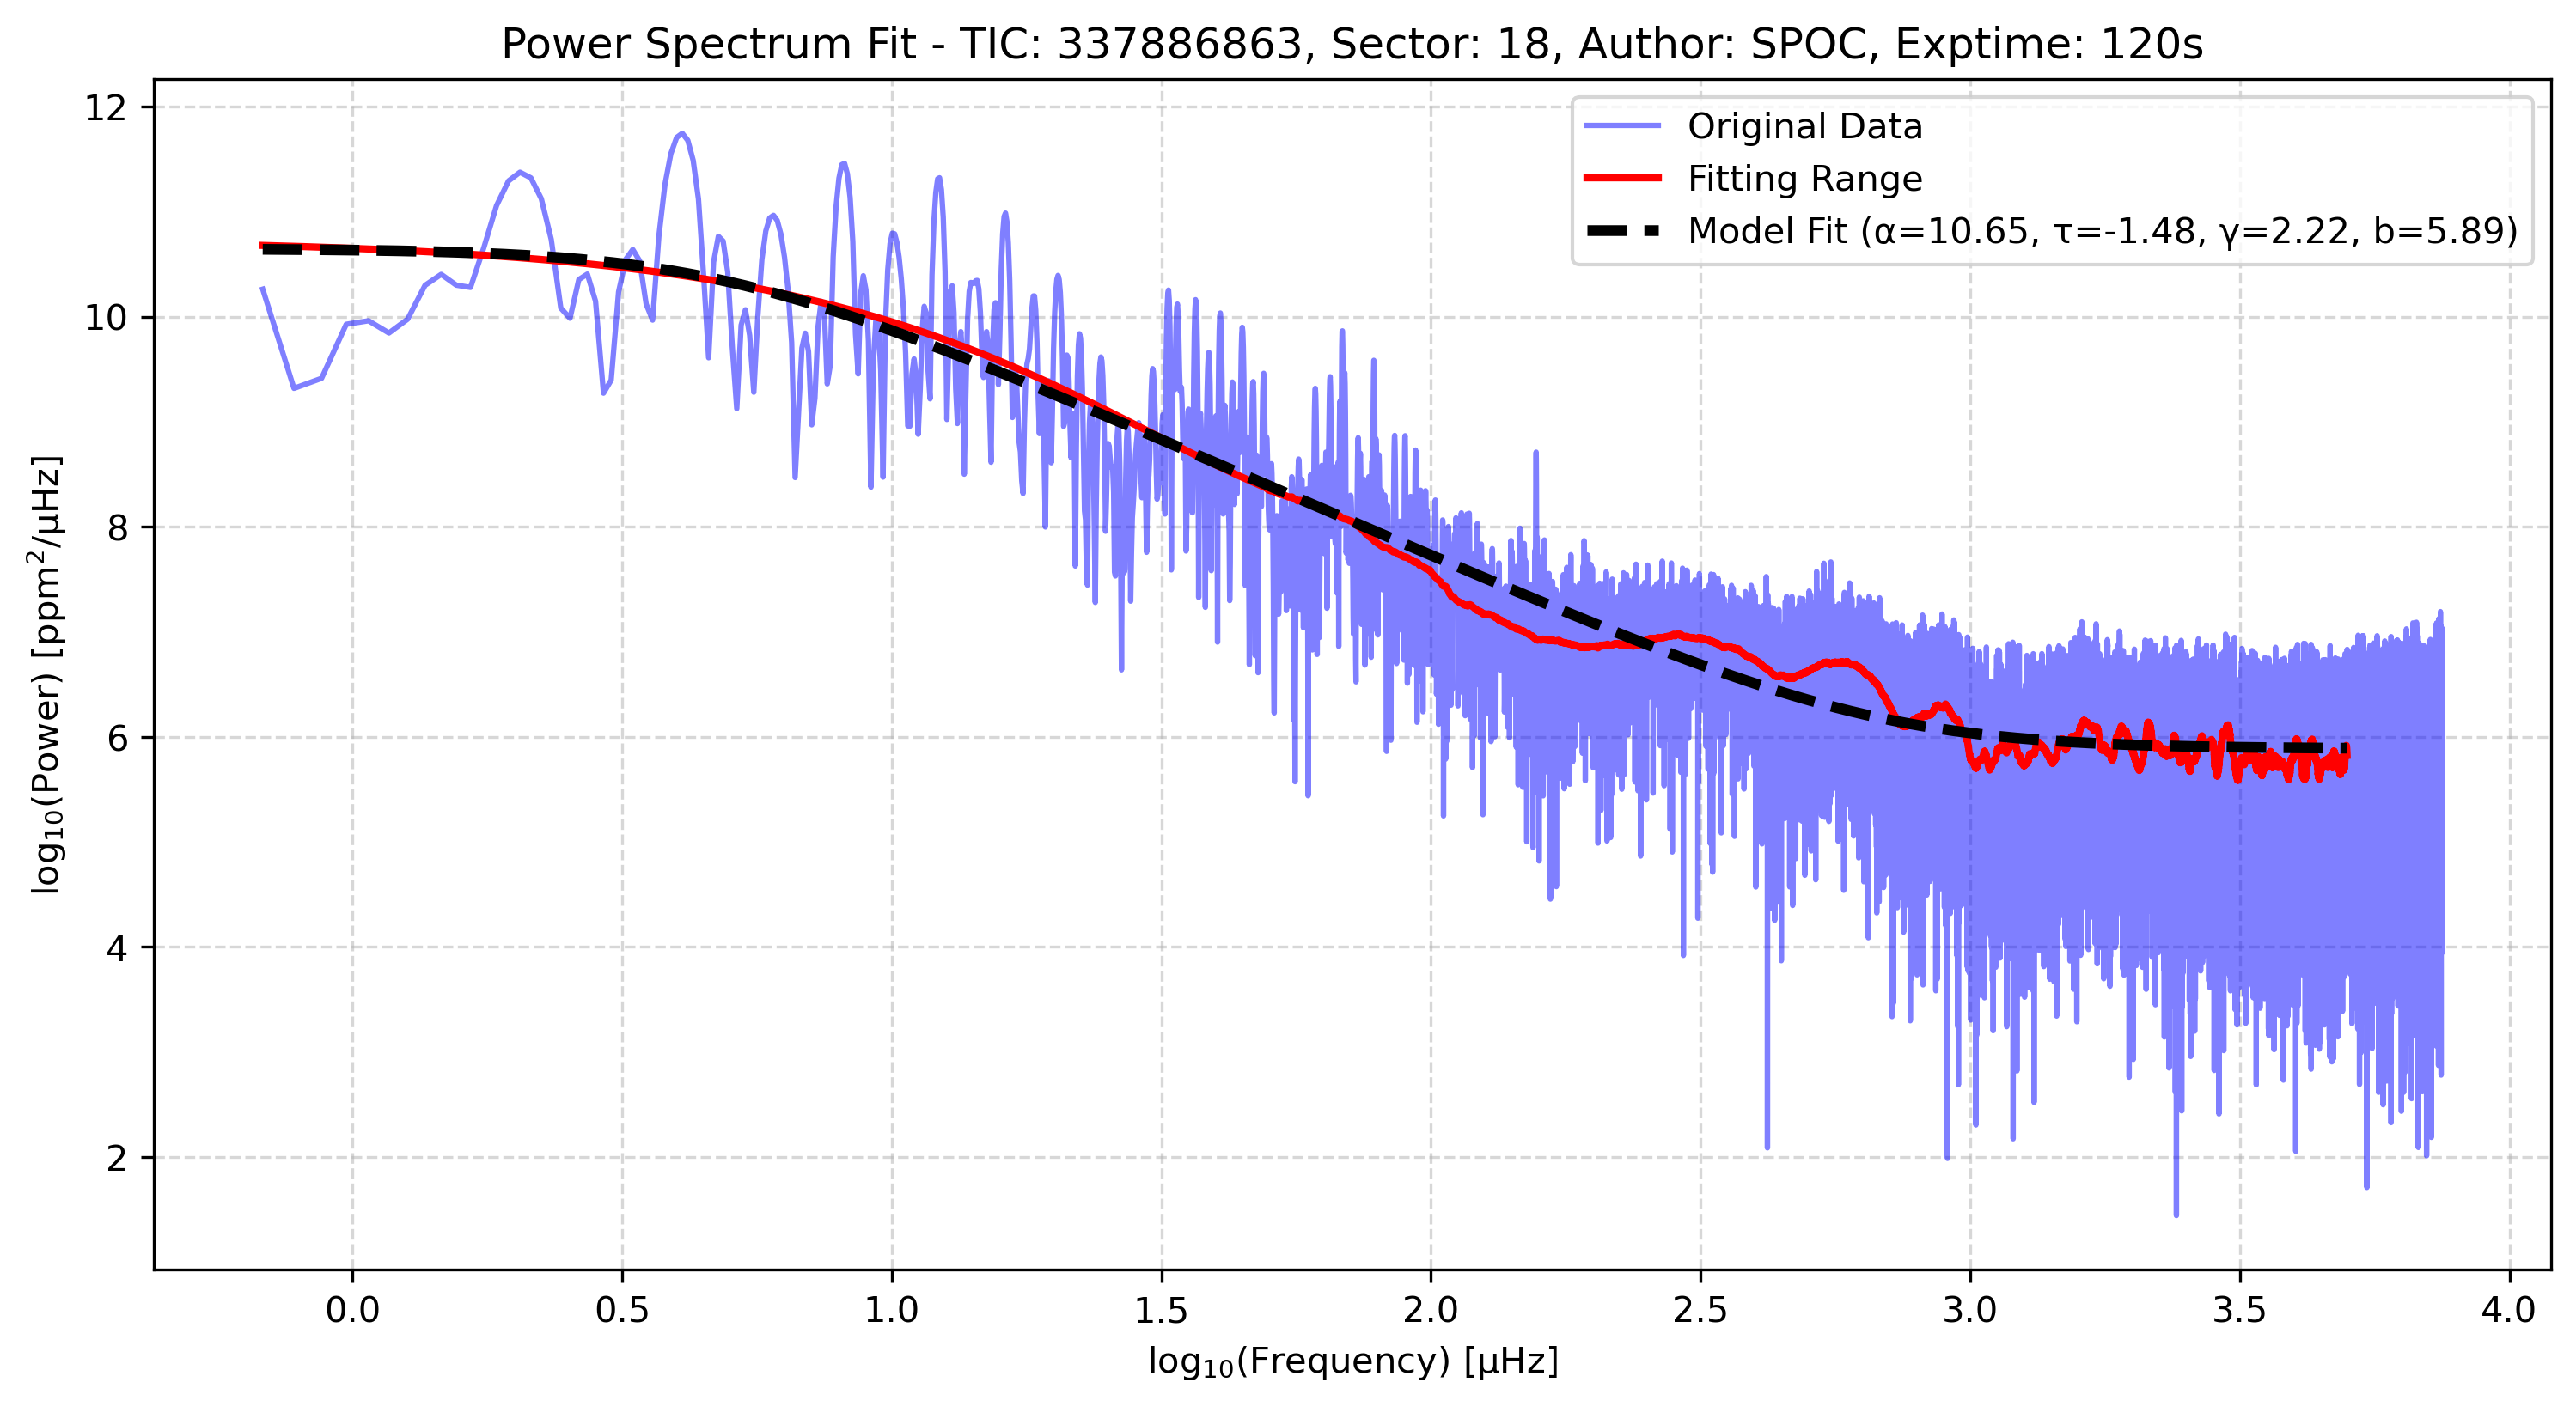 Power Spectrum Fit - TIC: 337886863, Sector: 18, Author: SPOC, Exptime: 120s
Original Data
Fitting Range
Model Fit (α=10.65, τ=-1.48, γ=2.22, b=5.89)
log₁₀(Power) [ppm²/μHz]
12
10
8
6
4
2
0.0 0.5 1.0 1.5 2.0 2.5 3.0 3.5 4.0
log₁₀(Frequency) [μHz]